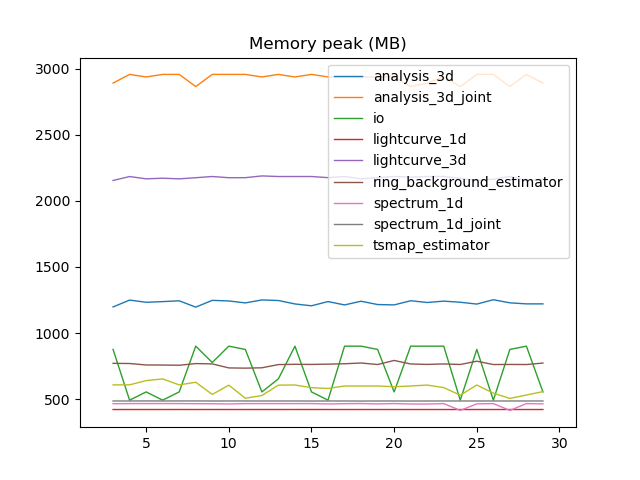 Memory peak (MB)
3000
2500
2000
1500
1000
500
analysis_3d
analysis_3d_joint
io
lightcurve_1d
lightcurve_3d
ring_background_estimator
spectrum_1d
spectrum_1d_joint
tsmap_estimator
5 10 15 20 25 30